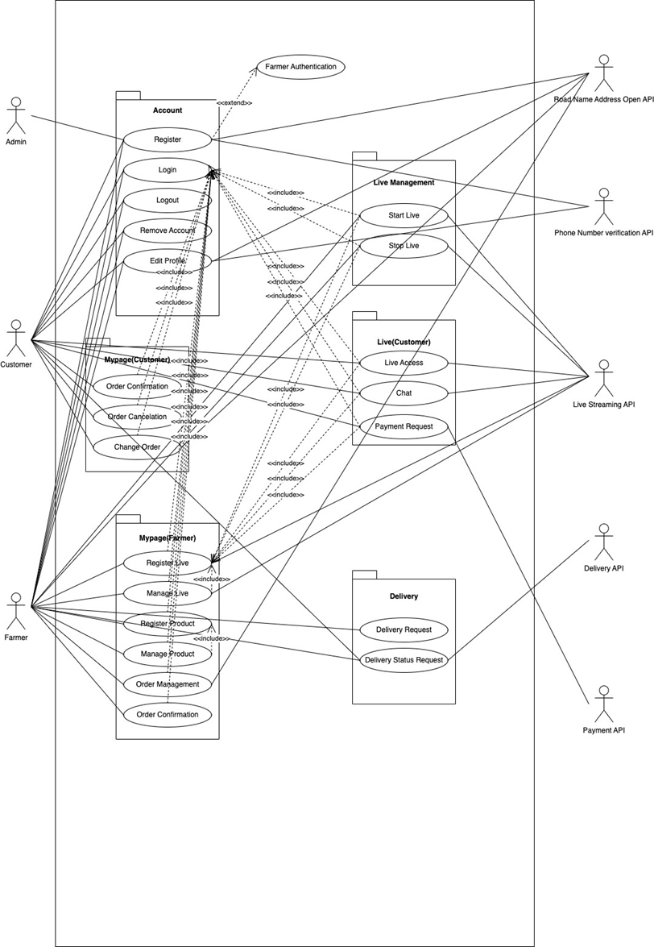 Farmer Authentication
<<extend>>
Road Name Address Open API
Account
Admin
Register
Login
<<include>>
Live Management
Logout
<<include>>
Start Live
Remove Account
Phone Number verification API
Stop Live
Edit Profile
<<include>>
<<include>>
<<include>>
<<include>>
<<include>>
<<include>>
Live(Customer)
Customer
Mypage(Customer)
<<include>>
Live Access
<<include>>
Order Confirmation
<<include>>
<<include>>
Chat
<<include>>
<<include>>
Live Streaming API
Order Cancelation
<<include>>
Payment Request
<<include>>
Change Order
<<include>>
<<include>>
<<include>>
Mypage(Farmer)
Register Live
Delivery API
<<include>>
Manage Live
Delivery
Farmer
Register Product
Delivery Request
<<include>>
Manage Product
Delivery Status Request
Order Management
Order Confirmation
Payment API